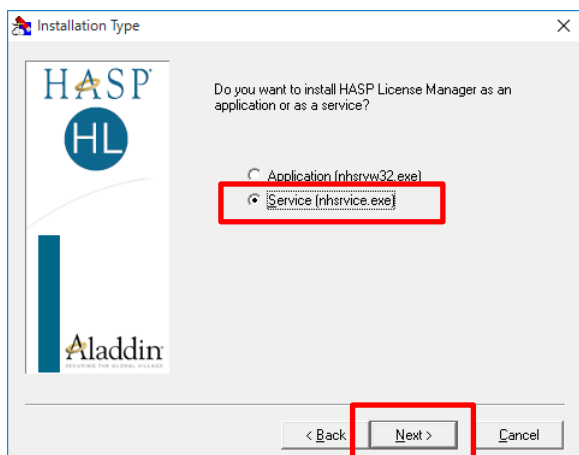 Installation Type
HASP
HL
Do you want to install HASP License Manager as an
application or as a service?
Application (nhsrvw32.exe)
Service (nhsrvice.exe)
Aladdin
SECURING THE GLOBAL VILLAGE
< Back
Next >
Cancel